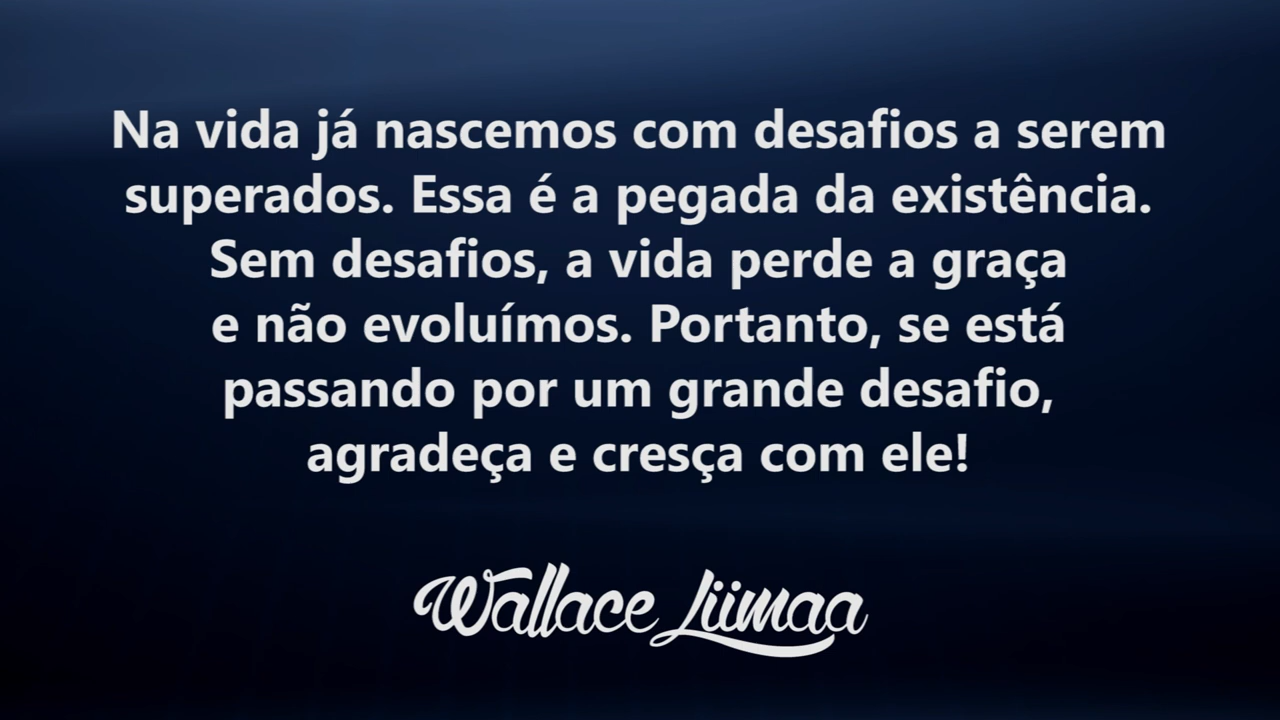 Na vida já nascemos com desafios a serem
superados. Essa é a pegada da existência.
Sem desafios, a vida perde a graça
e não evoluímos. Portanto, se está
passando por um grande desafio,
agradeça e cresça com ele!
Wallace Liimaa